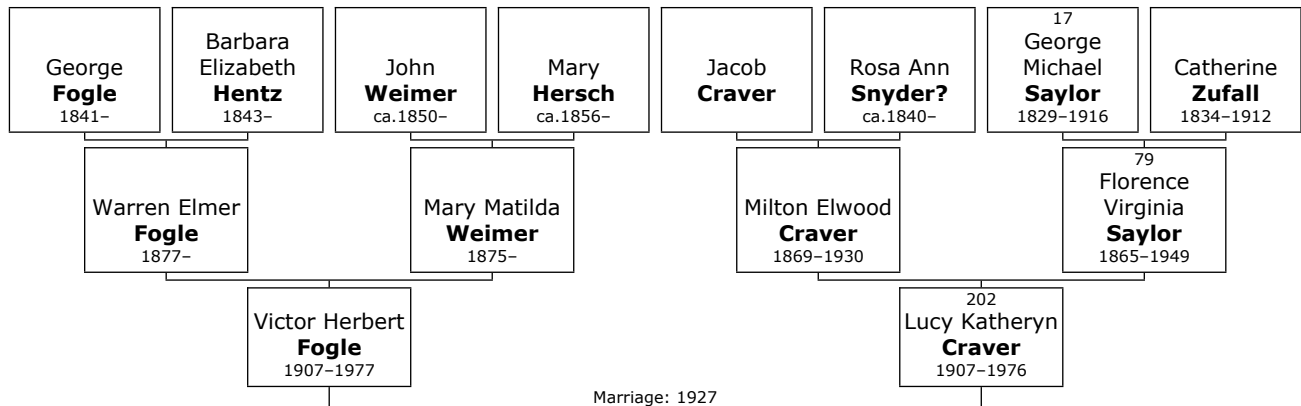 George
Fogle
1841–
Barbara
Elizabeth
Hentz
1843–
John
Weimer
ca.1850–
Mary
Hersch
ca.1856–
Jacob
Craver
Rosa Ann
Snyder?
ca.1840–
17
George
Michael
Saylor
1829–1916
Catherine
Zufall
1834–1912
Warren Elmer
Fogle
1877–
Mary Matilda
Weimer
1875–
Milton Elwood
Craver
1869–1930
79
Florence
Virginia
Saylor
1865–1949
Victor Herbert
Fogle
1907–1977
202
Lucy Katheryn
Craver
1907–1976
Marriage: 1927